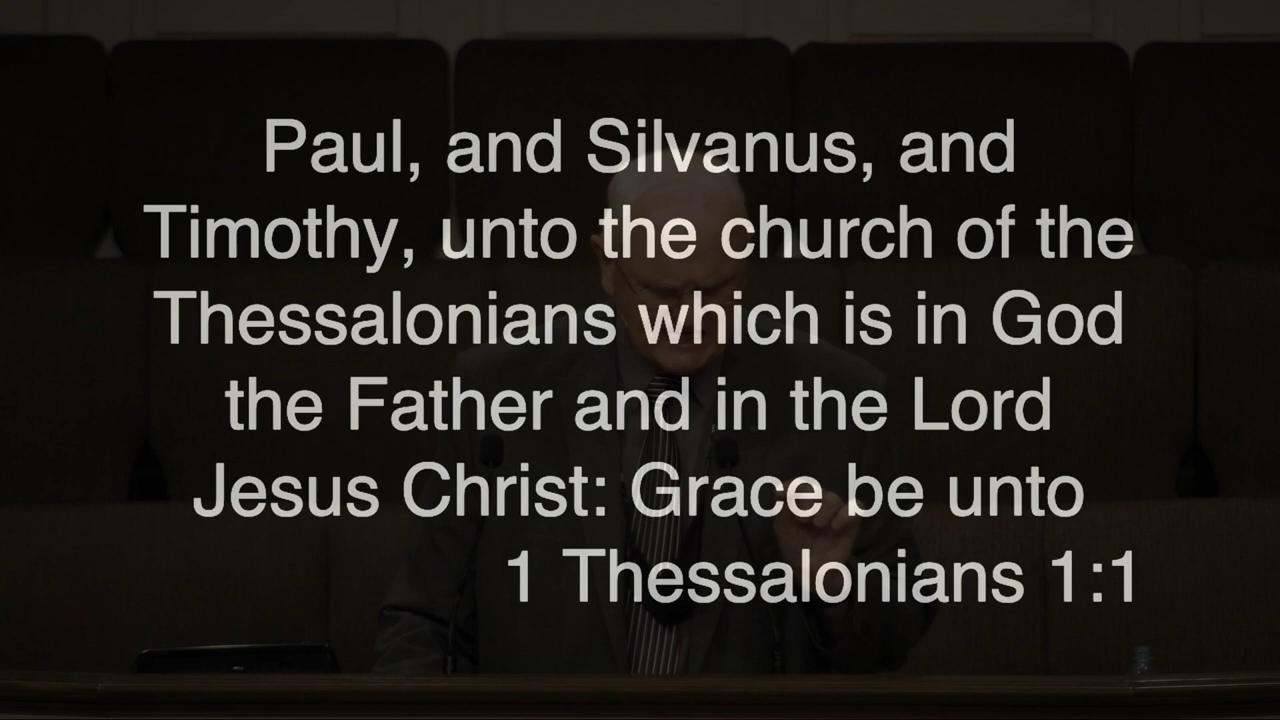 Paul, and Silvanus, and
Timothy, unto the church of the
Thessalonians which is in God
the Father and in the Lord
Jesus Christ: Grace be unto
1 Thessalonians 1:1